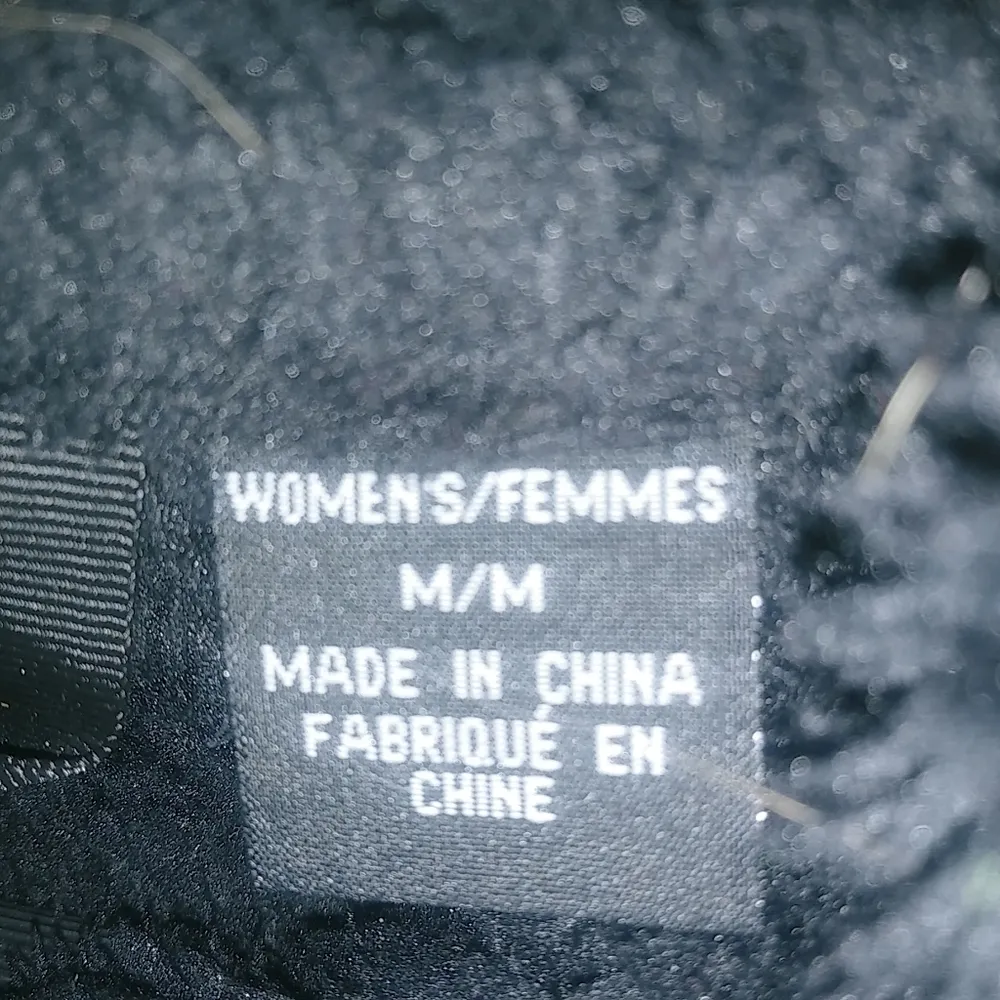 WOMEN'S/FEMMES
M/M
MADE IN CHINA
FABRIQUÉ EN
CHINE